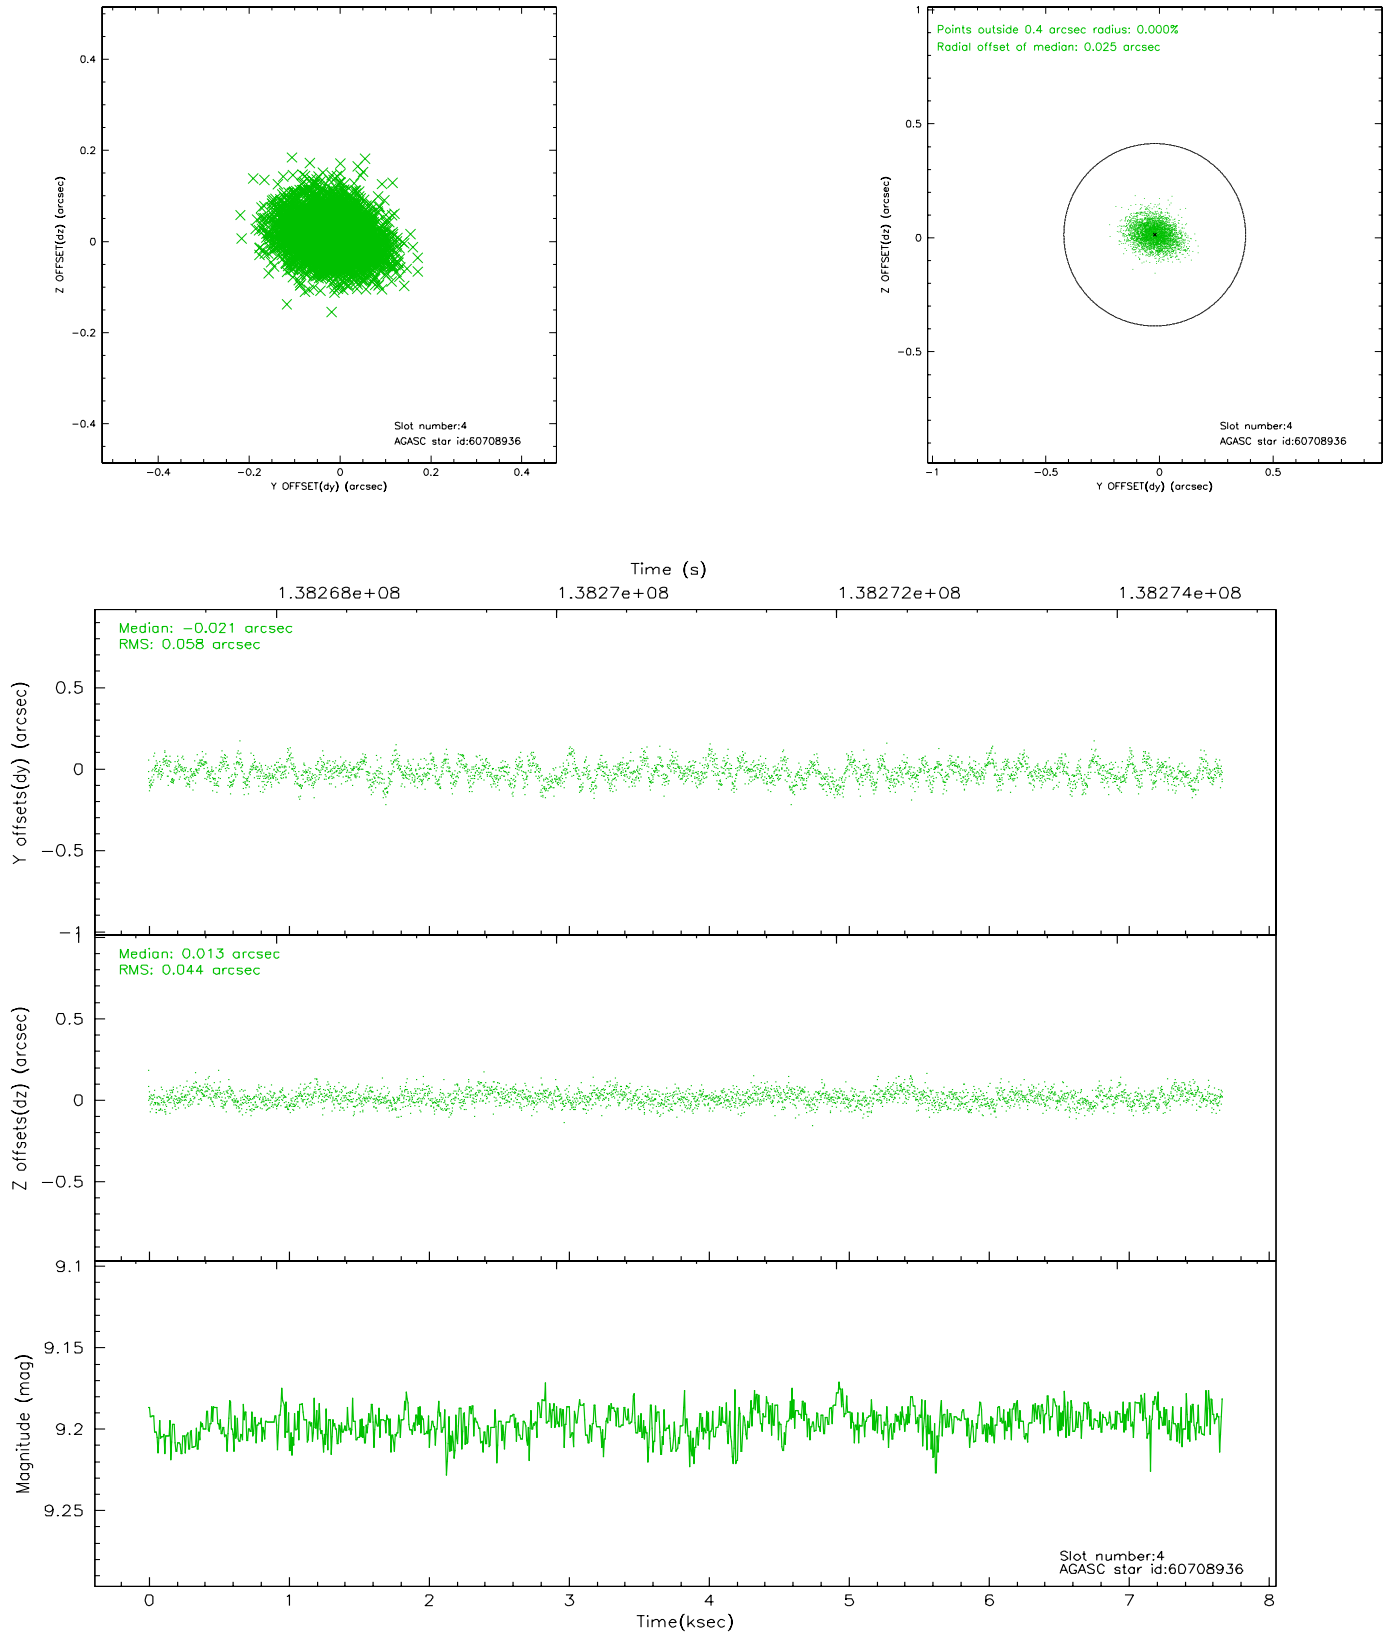 0.4
0.2
0
−0.2
−0.4
Z OFFSET(dz) (arcsec)
Slot number:4
AGASC star id:60708936
−0.4 −0.2 0 0.2 0.4
Y OFFSET(dy) (arcsec)
Points outside 0.4 arcsec radius: 0.000%
Radial offset of median: 0.025 arcsec
1
0.5
0
−0.5
Z OFFSET(dz) (arcsec)
Slot number:4
AGASC star id:60708936
−1 −0.5 0 0.5
Y OFFSET(dy) (arcsec)
Time (s)
1.38268e+08 1.3827e+08 1.38272e+08 1.38274e+08
Median: −0.021 arcsec
RMS: 0.058 arcsec
0.5
0
−0.5
−1
Y offsets(dy) (arcsec)
Median: 0.013 arcsec
RMS: 0.044 arcsec
1
0.5
0
−0.5
Z offsets(dz) (arcsec)
9.1
9.15
9.2
9.25
Magnitude (mag)
Slot number:4
AGASC star id:60708936
0 1 2 3 4 5 6 7 8
Time(ksec)